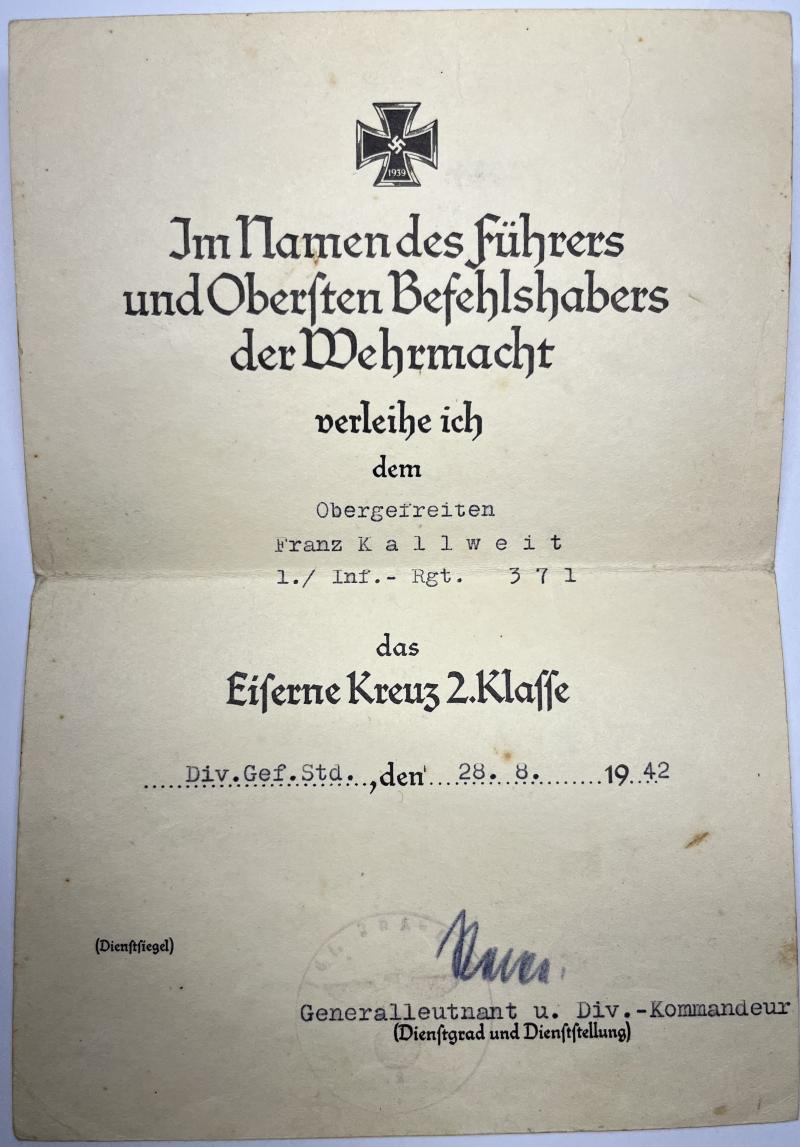 1939
Im Namen des Führers
und Oberſten Befehlshabers
der Wehrmacht
verleihe ich
dem
Obergefreiten
Franz K a l l w e i t
1./ Inf.- Rgt. 3 7 1
das
Eiſerne Kreuz 2.Klaſſe
Div.Gef.Std. ,den 28. 8. 19 42
(Dienſtſiegel)
Generalleutnant u. Div.-Kommandeur
(Dienſtgrad und Dienſtſtellung)